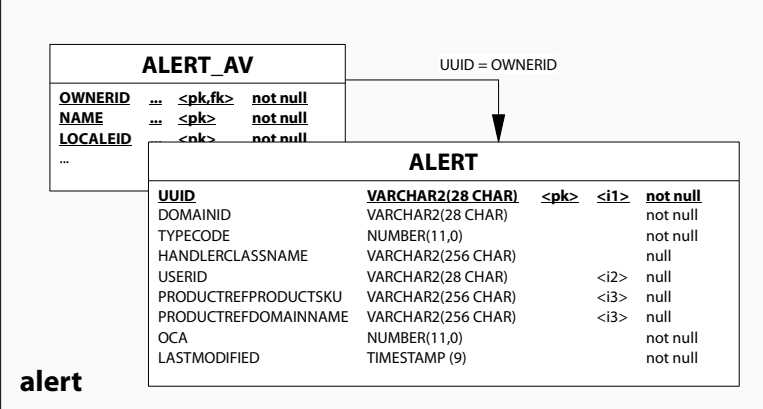 ALERT_AV
UUID = OWNERID
OWNERID ... <pk,fk> not null
NAME ... <pk> not null
LOCALEID ... <pk> not null
...
ALERT
UUID VARCHAR2(28 CHAR) <pk> <i1> not null
DOMAINID VARCHAR2(28 CHAR) not null
TYPECODE NUMBER(11,0) not null
HANDLERCLASSNAME VARCHAR2(256 CHAR) null
USERID VARCHAR2(28 CHAR) <i2> null
PRODUCTREFPRODUCTSKU VARCHAR2(256 CHAR) <i3> null
PRODUCTREFDOMAINNAME VARCHAR2(256 CHAR) <i3> null
OCA NUMBER(11,0) not null
LASTMODIFIED TIMESTAMP (9) not null
alert